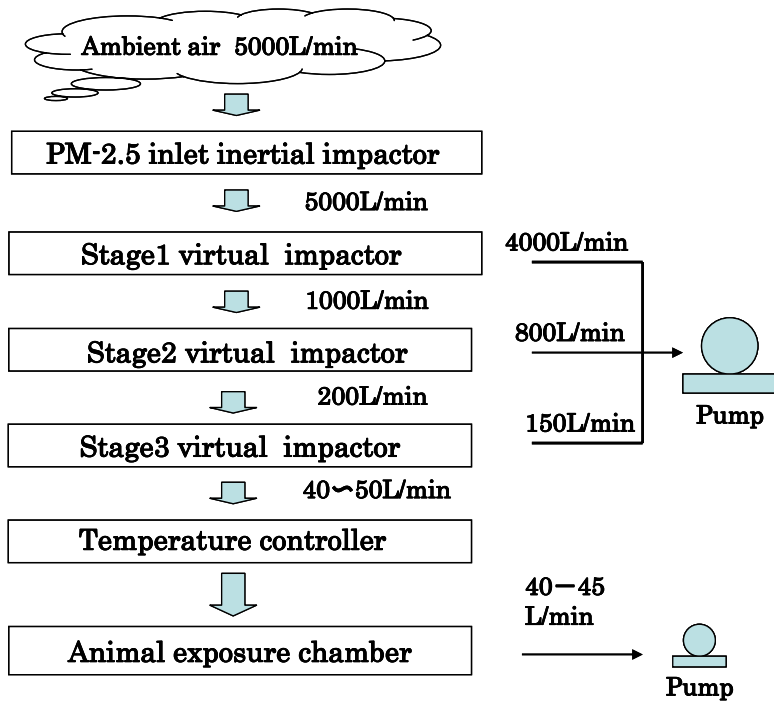 Ambient air 5000L/min
PM-2.5 inlet inertial impactor
5000L/min
Stage1 virtual impactor
4000L/min
1000L/min
Stage2 virtual impactor
800L/min
200L/min
Pump
Stage3 virtual impactor
150L/min
40〜50L/min
Temperature controller
40−45
L/min
Animal exposure chamber
Pump